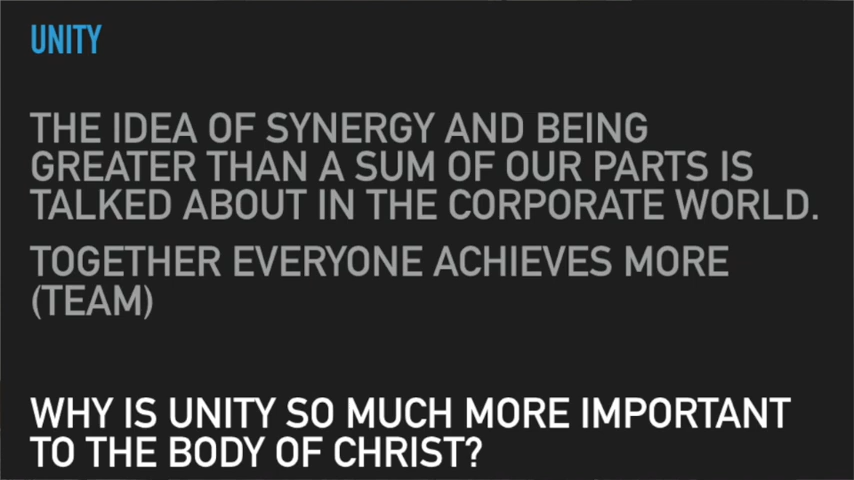 UNITY
THE IDEA OF SYNERGY AND BEING
GREATER THAN A SUM OF OUR PARTS IS
TALKED ABOUT IN THE CORPORATE WORLD.
TOGETHER EVERYONE ACHIEVES MORE
(TEAM)
WHY IS UNITY SO MUCH MORE IMPORTANT
TO THE BODY OF CHRIST?